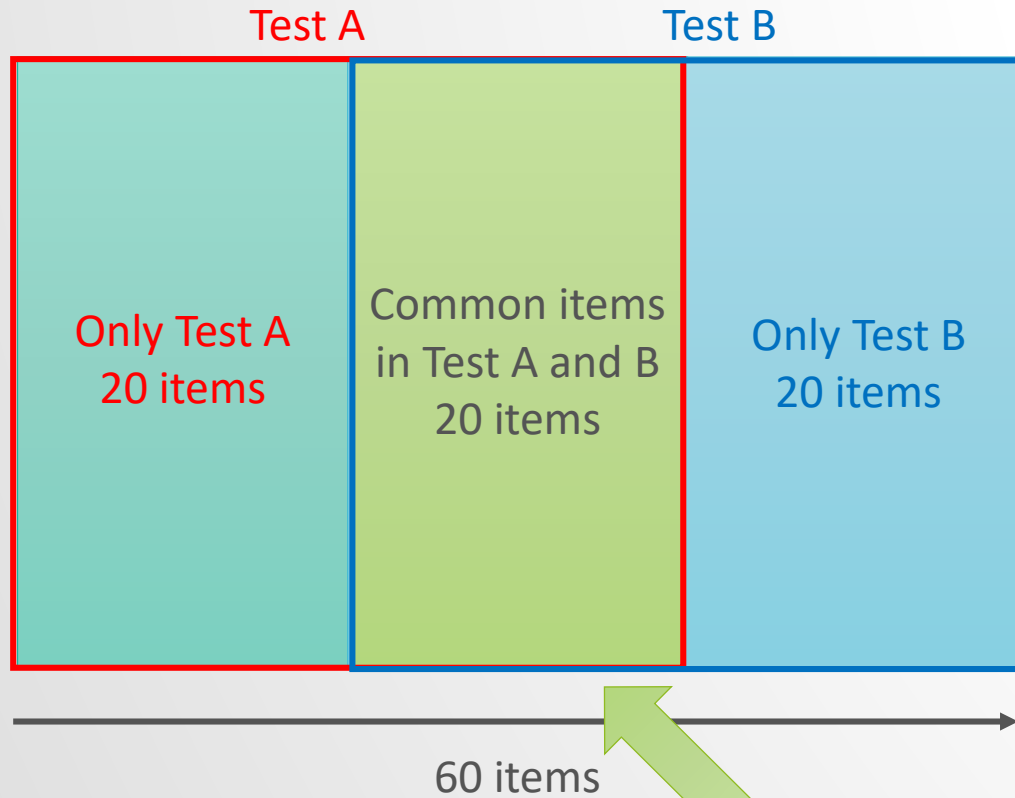 Test A
Test B
Only Test A
20 items
Common items
in Test A and B
20 items
Only Test B
20 items
60 items